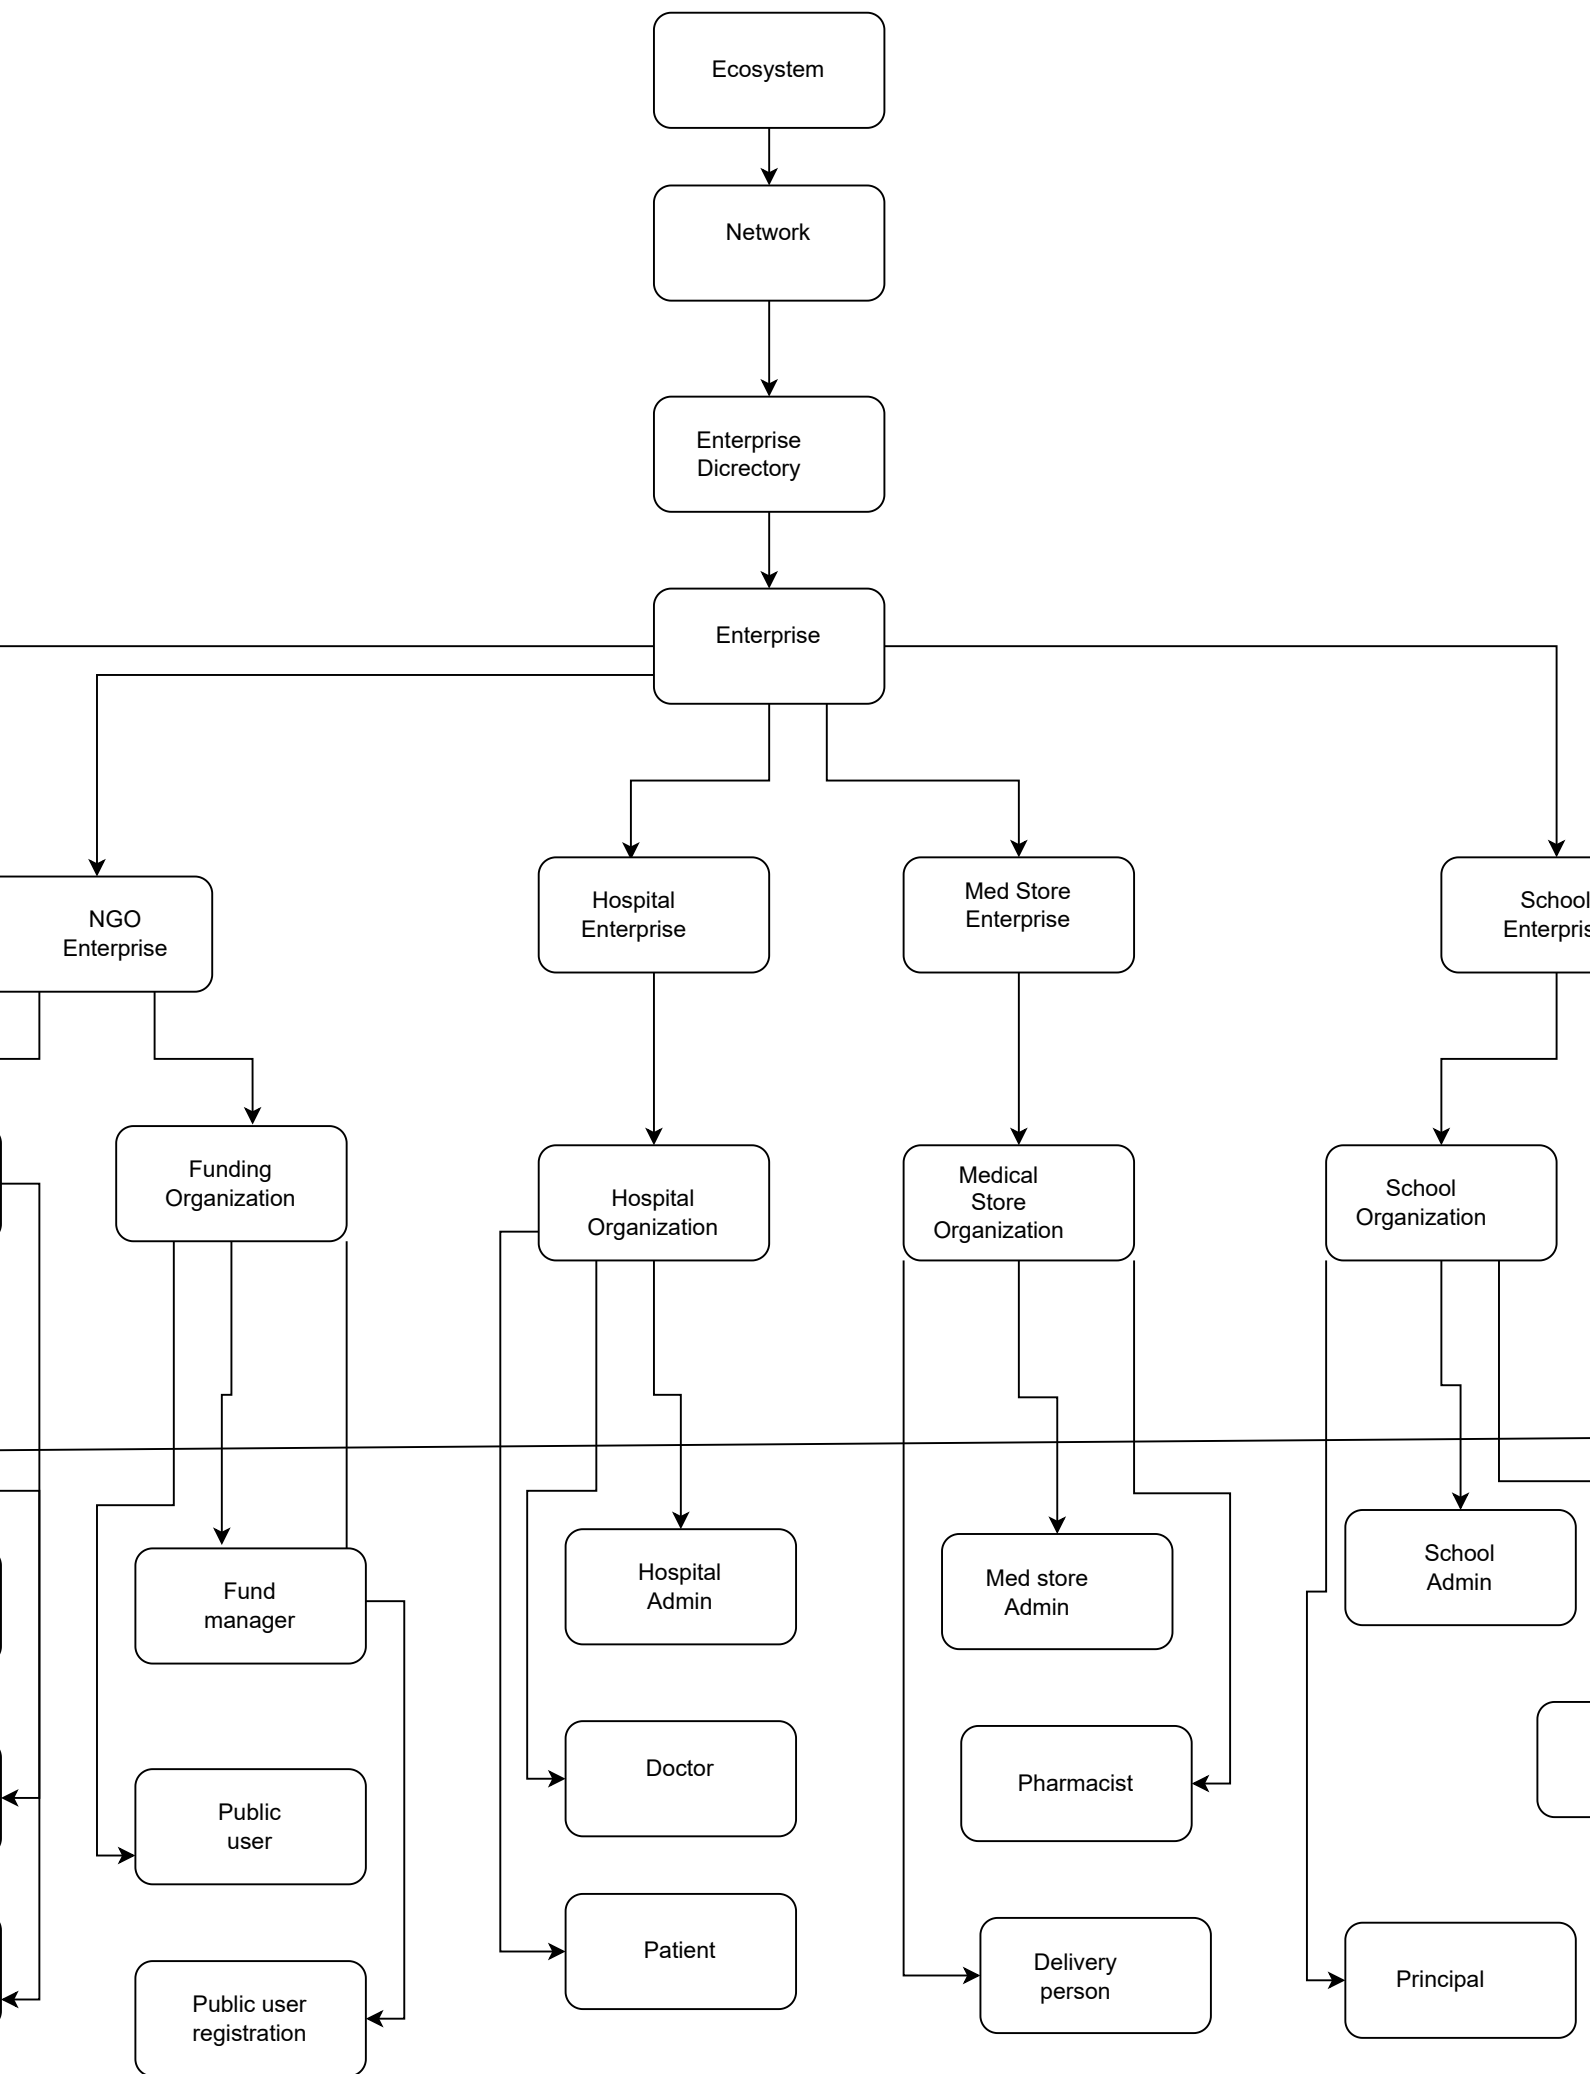 Ecosystem
Network
Enterprise
Dicrectory
Enterprise
NGO
Enterprise
Hospital
Enterprise
Med Store
Enterprise
School
Enterpris
Funding
Organization
Hospital
Organization
Medical
Store
Organization
School
Organization
Fund
manager
Hospital
Admin
Med store
Admin
School
Admin
Public
user
Doctor
Pharmacist
Public user
registration
Patient
Delivery
person
Principal